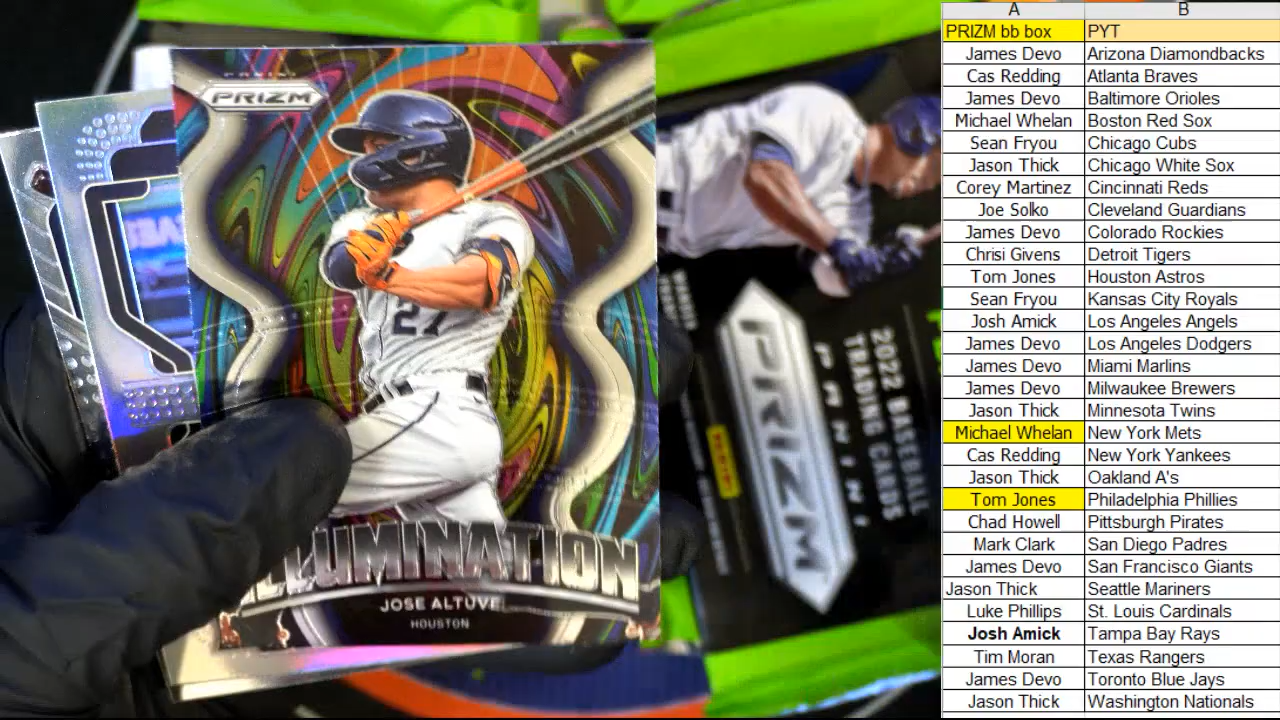 PRIZM
27
ILLUMINATION
JOSE ALTUVE
HOUSTON
2022 BASEBALL
TRADING CARDS
PANINI
PRIZM
A B
PRIZM bb box PYT
James Devo Arizona Diamondbacks
Cas Redding Atlanta Braves
James Devo Baltimore Orioles
Michael Whelan Boston Red Sox
Sean Fryou Chicago Cubs
Jason Thick Chicago White Sox
Corey Martinez Cincinnati Reds
Joe Solko Cleveland Guardians
James Devo Colorado Rockies
Chrisi Givens Detroit Tigers
Tom Jones Houston Astros
Sean Fryou Kansas City Royals
Josh Amick Los Angeles Angels
James Devo Los Angeles Dodgers
James Devo Miami Marlins
James Devo Milwaukee Brewers
Jason Thick Minnesota Twins
Michael Whelan New York Mets
Cas Redding New York Yankees
Jason Thick Oakland A's
Tom Jones Philadelphia Phillies
Chad Howell Pittsburgh Pirates
Mark Clark San Diego Padres
James Devo San Francisco Giants
Jason Thick Seattle Mariners
Luke Phillips St. Louis Cardinals
Josh Amick Tampa Bay Rays
Tim Moran Texas Rangers
James Devo Toronto Blue Jays
Jason Thick Washington Nationals